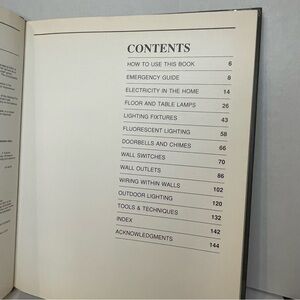 CONTENTS
HOW TO USE THIS BOOK 6
EMERGENCY GUIDE 8
ELECTRICITY IN THE HOME 14
FLOOR AND TABLE LAMPS 26
LIGHTING FIXTURES 43
FLUORESCENT LIGHTING 58
DOORBELLS AND CHIMES 66
WALL SWITCHES 70
WALL OUTLETS 86
WIRING WITHIN WALLS 102
OUTDOOR LIGHTING 120
TOOLS & TECHNIQUES 132
INDEX 142
ACKNOWLEDGMENTS 144